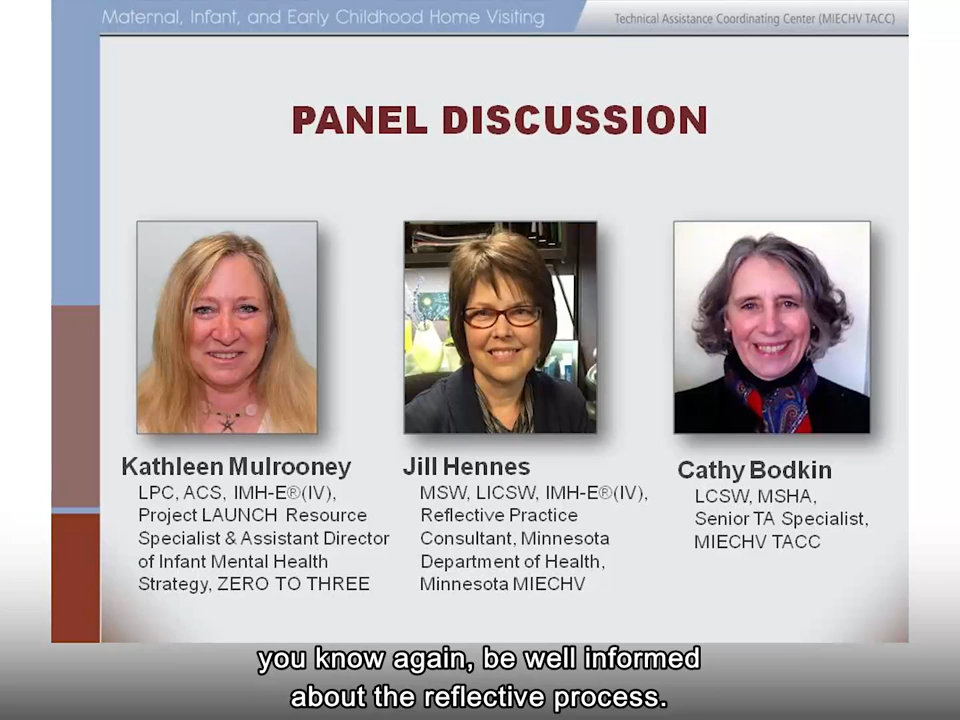 Maternal, Infant, and Early Childhood Home Visiting
Technical Assistance Coordinating Center (MIECHV TACC)
PANEL DISCUSSION
Kathleen Mulrooney
LPC, ACS, IMH-E®(IV),
Project LAUNCH Resource
Specialist & Assistant Director
of Infant Mental Health
Strategy, ZERO TO THREE
Jill Hennes
MSW, LICSW, IMH-E®(IV),
Reflective Practice
Consultant, Minnesota
Department of Health,
Minnesota MIECHV
Cathy Bodkin
LCSW, MSHA,
Senior TA Specialist,
MIECHV TACC
you know again, be well informed
about the reflective process.